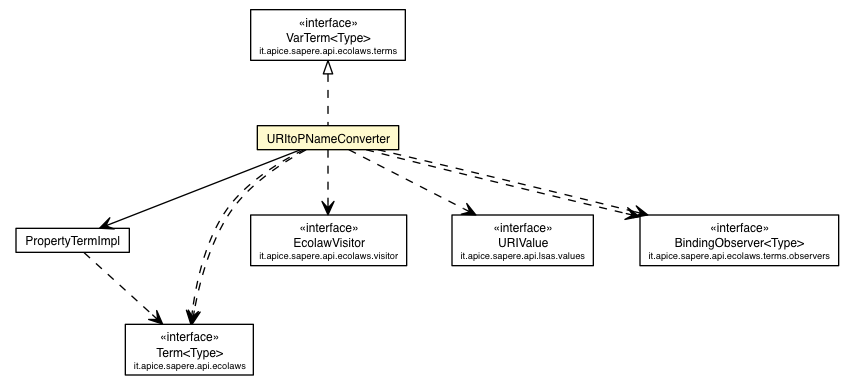 «interface»
VarTerm<Type>
it.apice.sapere.api.ecolaws.terms
URItoPNameConverter
PropertyTermImpl
«interface»
EcolawVisitor
it.apice.sapere.api.ecolaws.visitor
«interface»
URIValue
it.apice.sapere.api.lsas.values
«interface»
BindingObserver<Type>
it.apice.sapere.api.ecolaws.terms.observers
«interface»
Term<Type>
it.apice.sapere.api.ecolaws